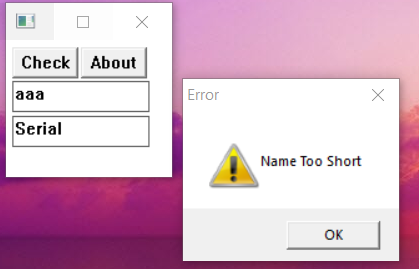 Check About
aaa
Serial
Error
Name Too Short
OK